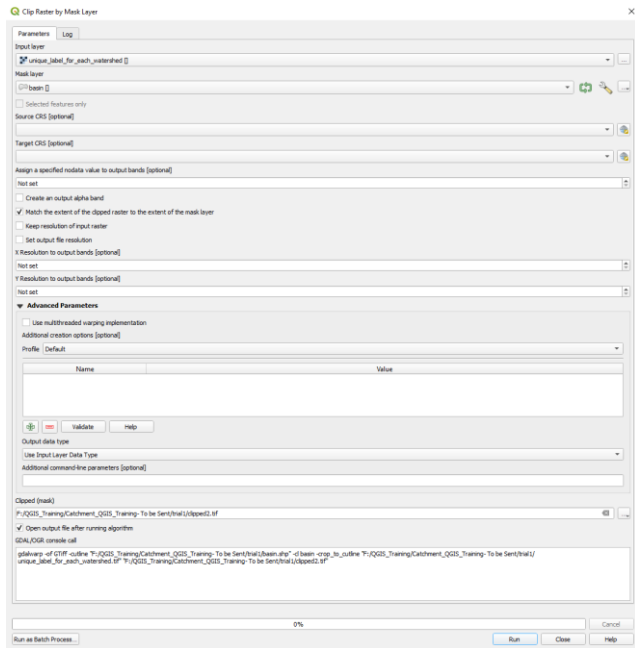 Clip Raster by Mask Layer
Parameters Log
Input layer
unique_label_for_each_watershed []
Mask layer
basin []
Selected features only
Source CRS [optional]
Target CRS [optional]
Assign a specified nodata value to output bands [optional]
Not set
Create an output alpha band
Match the extent of the clipped raster to the extent of the mask layer
Keep resolution of input raster
Set output file resolution
X Resolution to output bands [optional]
Not set
Y Resolution to output bands [optional]
Not set
Advanced Parameters
Use multithreaded warping implementation
Additional creation options [optional]
Profile Default
Name Value
Validate Help
Output data type
Use Input Layer Data Type
Additional command-line parameters [optional]
Clipped (mask)
F:/QGIS_Training/Catchment_QGIS_Training- To be Sent/trial1/clipped2.tif
Open output file after running algorithm
GDAL/OGR console call
gdalwarp -of GTiff -cutline "F:/QGIS_Training/Catchment_QGIS_Training- To be Sent/trial1/basin.shp" -cl basin -crop_to_cutline "F:/QGIS_Training/Catchment_QGIS_Training- To be Sent/trial1/
unique_label_for_each_watershed.tif" "F:/QGIS_Training/Catchment_QGIS_Training- To be Sent/trial1/clipped2.tif"
0% Cancel
Run as Batch Process... Run Close Help